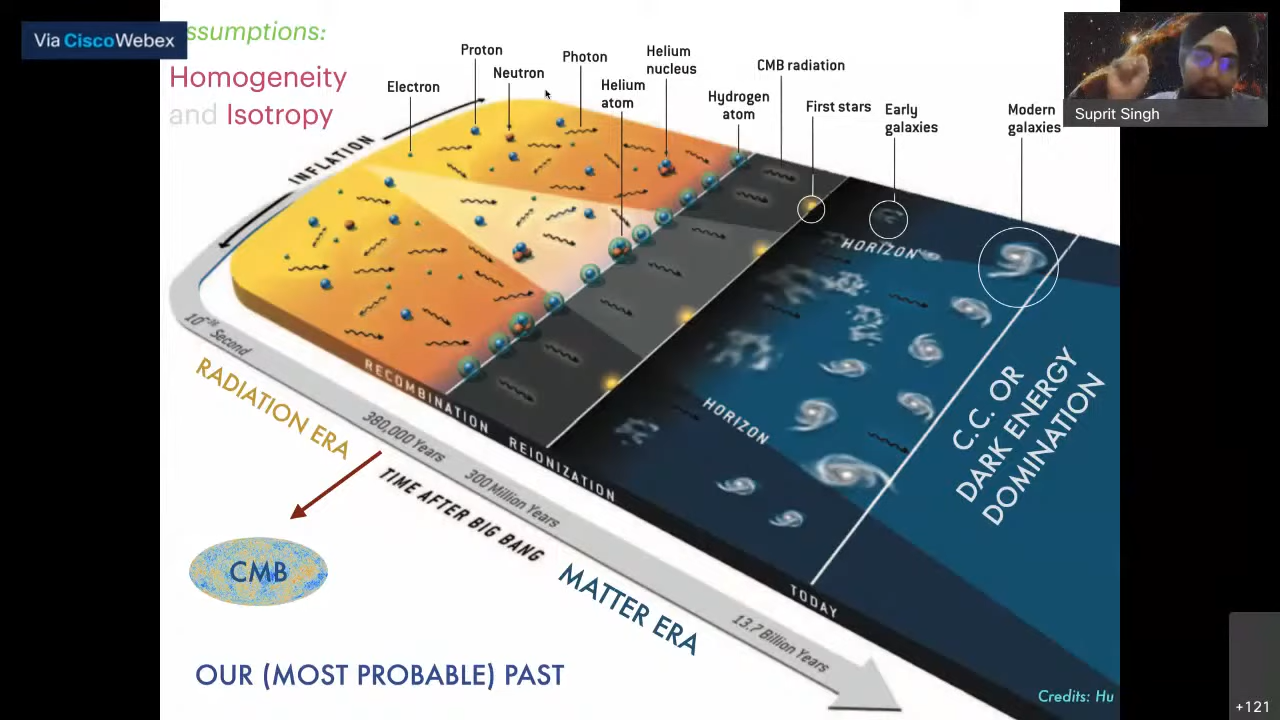 Via Cisco Webex
ssumptions:
Homogeneity
and Isotropy
Electron
Proton
Neutron
Photon
Helium
atom
Helium
nucleus
Hydrogen
atom
CMB radiation
First stars
Early
galaxies
Modern
galaxies
Suprit Singh
INFLATION
HORIZON
HORIZON
Second
RECOMBINATION
REIONIZATION
TODAY
RADIATION ERA
380,000 Years
300 Million Years
TIME AFTER BIG BANG
MATTER ERA
13.7 Billion Years
C.C. OR
DARK ENERGY
DOMINATION
CMB
OUR (MOST PROBABLE) PAST
Credits: Hu
+121